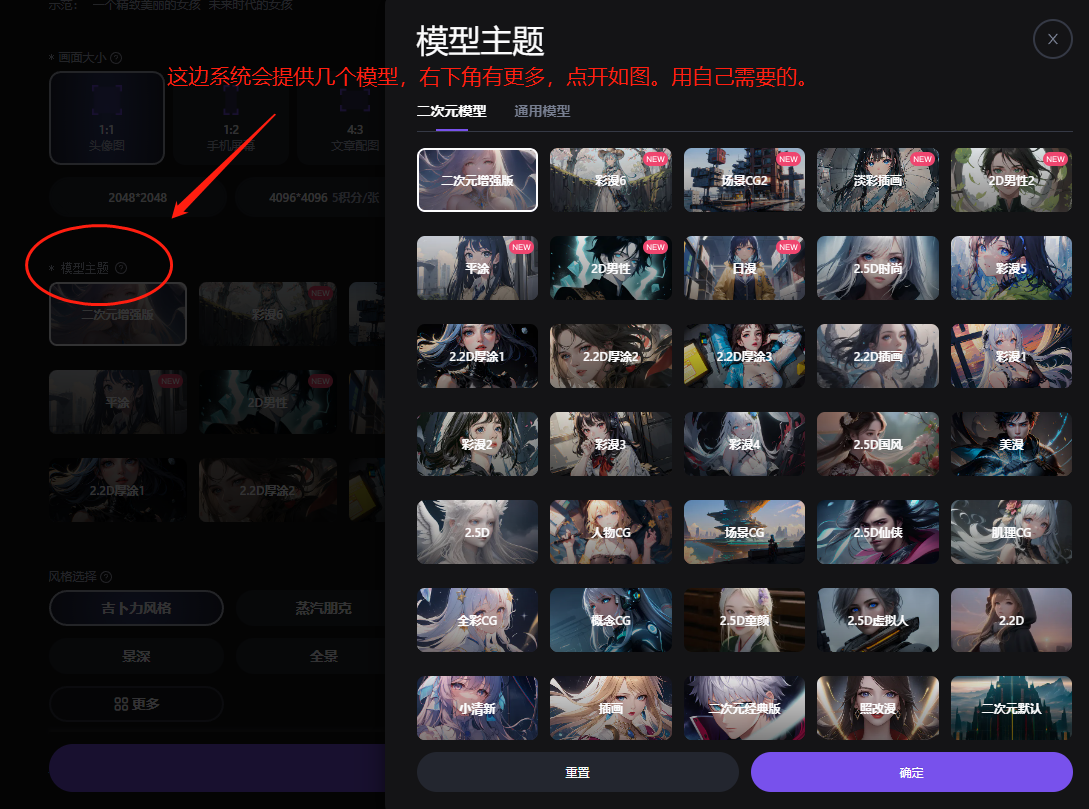 示范： 一个精致美丽的女孩 未来时代的女孩
模型主题
* 画面大小
这边系统会提供几个模型，右下角有更多，点开如图。用自己需要的。
二次元模型 通用模型
1:1 1:2 4:3
头像图 手机屏幕 文章配图
2048*2048 4096*4096 5积分/张
* 模型主题
二次元增强版 彩漫6 NEW
平涂 NEW 2D男性 NEW
2.2D厚涂1 2.2D厚涂2
风格选择
吉卜力风格 蒸汽朋克
景深 全景
更多
二次元增强版 彩漫6 NEW 场景CG2 NEW 淡彩插画 NEW 2D男性2 NEW
平涂 NEW 2D男性 NEW 日漫 NEW 2.5D时尚 彩漫5
2.2D厚涂1 2.2D厚涂2 2.2D厚涂3 2.2D插画 彩漫1
彩漫2 彩漫3 彩漫4 2.5D国风 美漫
2.5D 人物CG 场景CG 2.5D仙侠 肌理CG
全彩CG 概念CG 2.5D童颜 2.5D虚拟人 2.2D
小清新 插画 二次元经典版 照改漫 二次元默认
重置 确定